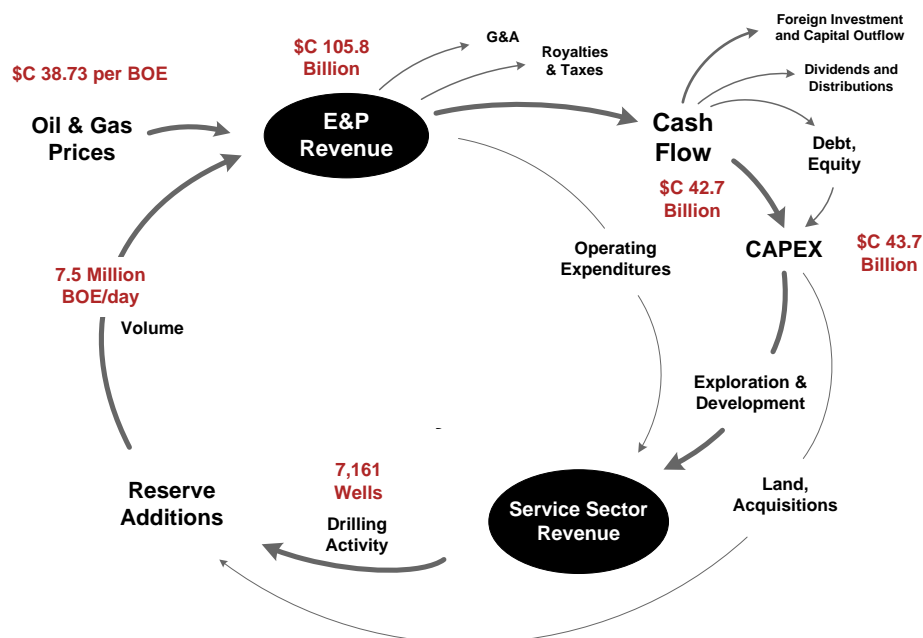 Foreign Investment
and Capital Outflow
$C 105.8
Billion
G&A
Royalties
& Taxes
$C 38.73 per BOE
Dividends and
Distributions
Oil & Gas
Prices
E&P
Revenue
Cash
Flow
Debt,
Equity
$C 42.7
Billion
CAPEX
$C 43.7
Billion
Operating
Expenditures
7.5 Million
BOE/day
Volume
Exploration &
Development
7,161
Wells
Reserve
Additions
Drilling
Activity
Service Sector
Revenue
Land,
Acquisitions